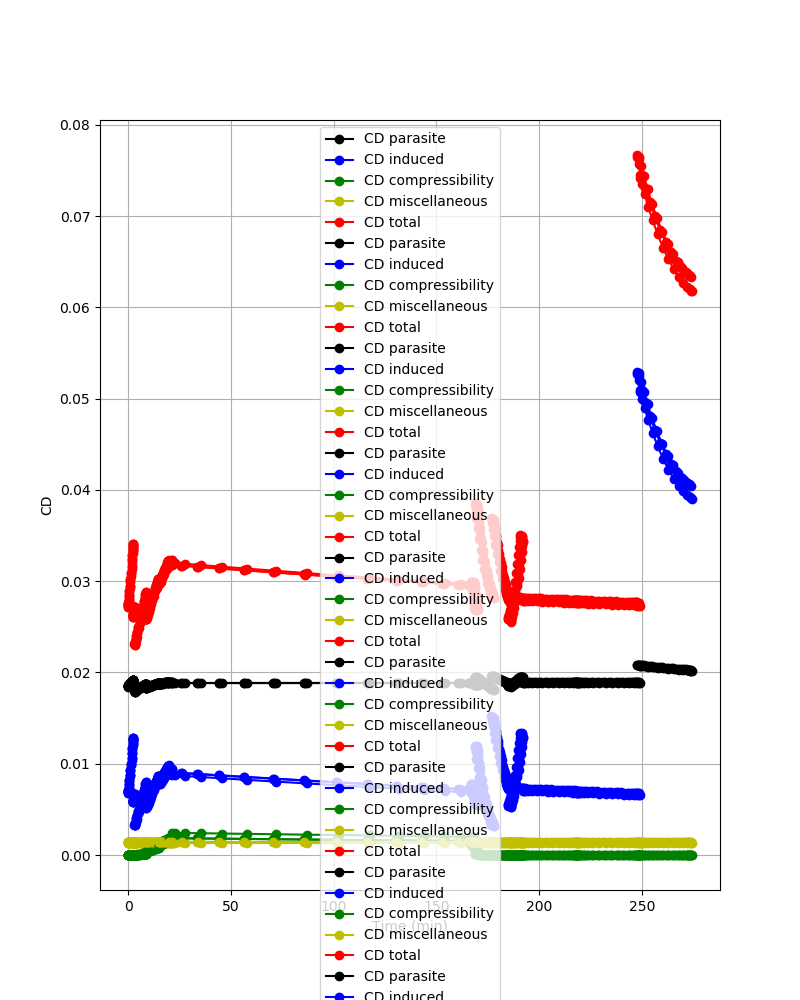 0.08
0.07
0.06
0.05
0.04
0.03
0.02
0.01
0.00
CD
0
50
100
150
200
250
Time (min)
CD parasite
CD induced
CD compressibility
CD miscellaneous
CD total
CD parasite
CD induced
CD compressibility
CD miscellaneous
CD total
CD parasite
CD induced
CD compressibility
CD miscellaneous
CD total
CD parasite
CD induced
CD compressibility
CD miscellaneous
CD total
CD parasite
CD induced
CD compressibility
CD miscellaneous
CD total
CD parasite
CD induced
CD compressibility
CD miscellaneous
CD total
CD parasite
CD induced
CD compressibility
CD miscellaneous
CD total
CD parasite
CD induced
CD compressibility
CD miscellaneous
CD total
CD parasite
CD induced